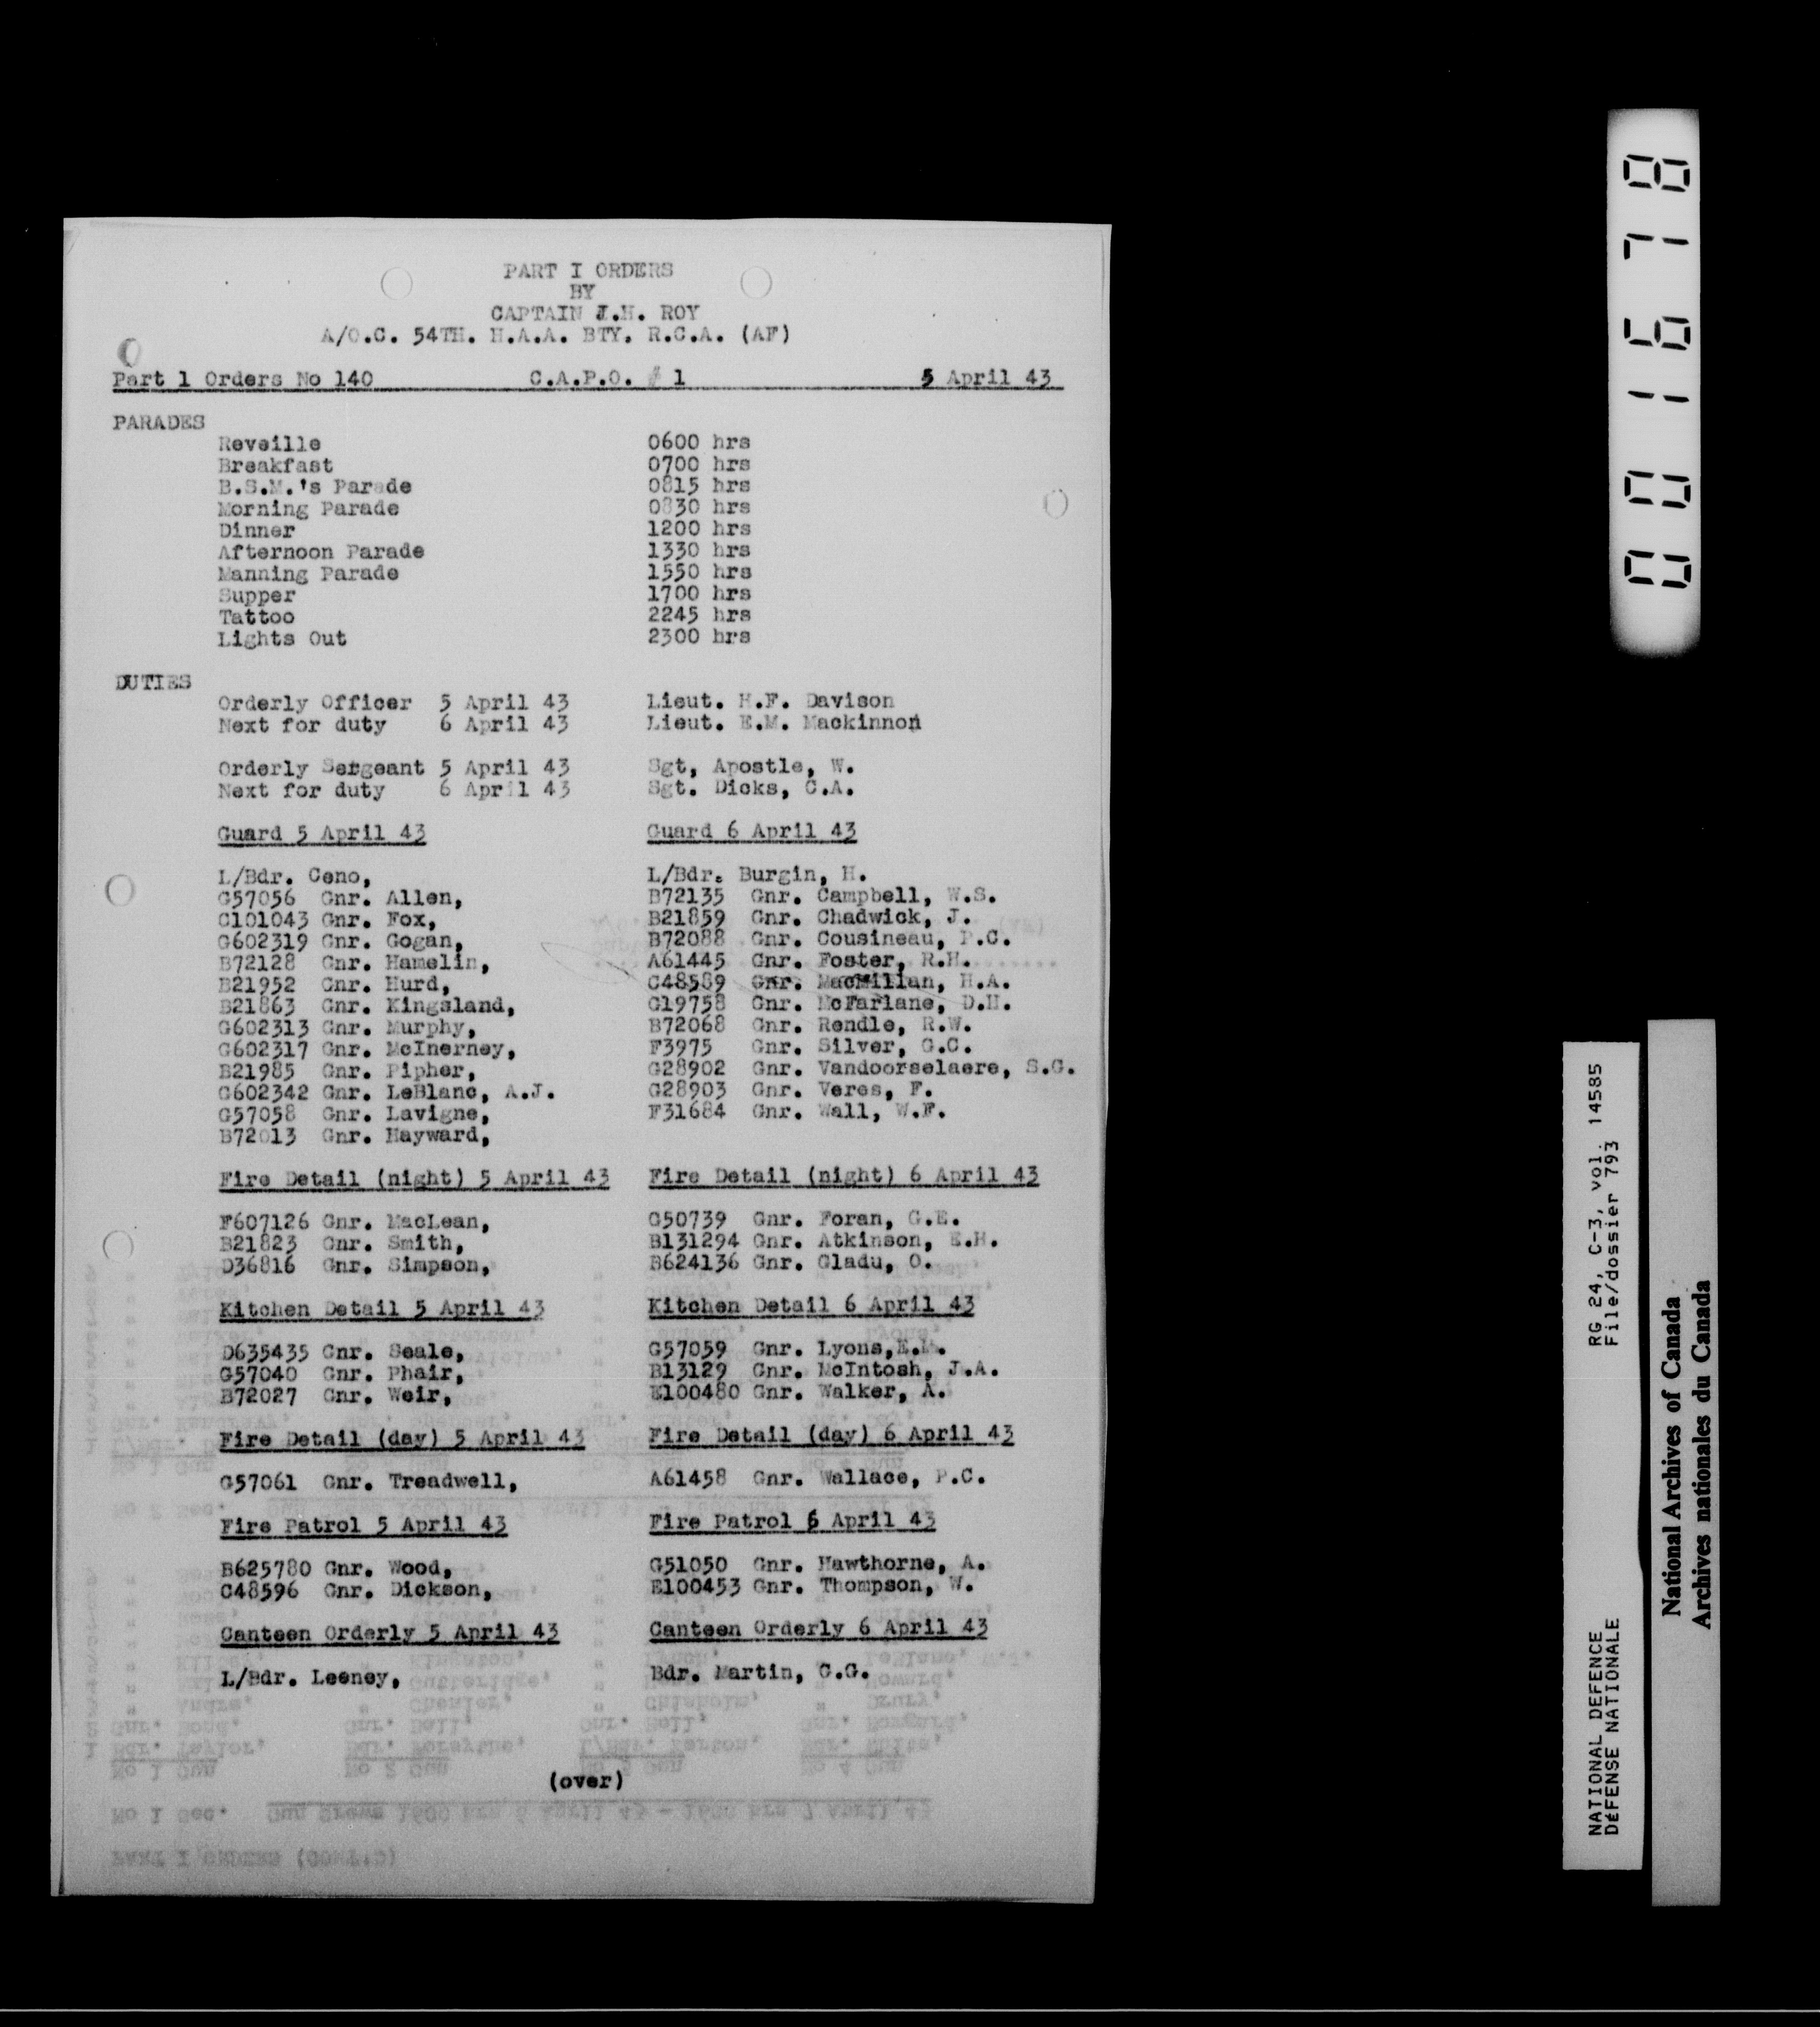 PART I ORDERS
BY
CAPTAIN J.H. ROY
A/O.C. 54TH. H.A.A. BTY. R.C.A. (AF)
Part 1 Orders No 140 C.A.P.O. # 1 5 April 43
PARADES
Reveille 0600 hrs
Breakfast 0700 hrs
B.S.M.'s Parade 0815 hrs
Morning Parade 0830 hrs
Dinner 1200 hrs
Afternoon Parade 1330 hrs
Manning Parade 1550 hrs
Supper 1700 hrs
Tattoo 2245 hrs
Lights Out 2300 hrs
DUTIES
Orderly Officer 5 April 43 Lieut. H.F. Davison
Next for duty 6 April 43 Lieut. E.M. Mackinnon
Orderly Sergeant 5 April 43 Sgt, Apostle, W.
Next for duty 6 April 43 Sgt. Dicks, C.A.
Guard 5 April 43 Guard 6 April 43
L/Bdr. Ceno, L/Bdr. Burgin, H.
G57056 Gnr. Allen, B72135 Gnr. Campbell, W.S.
C101043 Gnr. Fox, B21859 Gnr. Chadwick, J.
G602319 Gnr. Gogan, B72088 Gnr. Cousineau, P.C.
B72128 Gnr. Hamelin, A61445 Gnr. Foster, R.H.
B21952 Gnr. Hurd, C48589 Gnr. MacMillan, H.A.
B21863 Gnr. Kingsland, G19758 Gnr. McFarlane, D.H.
G602313 Gnr. Murphy, B72068 Gnr. Rendle, R.W.
G602317 Gnr. McInerney, F3975 Gnr. Silver, G.C.
B21985 Gnr. Pipher, G28902 Gnr. Vandoorselaere, S.G.
G602342 Gnr. LeBlanc, A.J. G28903 Gnr. Veres, F.
G57058 Gnr. Lavigne, F31684 Gnr. Wall, W.F.
B72013 Gnr. Hayward,
Fire Detail (night) 5 April 43 Fire Detail (night) 6 April 43
F607126 Gnr. MacLean, G50739 Gnr. Foran, G.E.
B21823 Gnr. Smith, B131294 Gnr. Atkinson, E.H.
D36816 Gnr. Simpson, B624136 Gnr. Gladu, O.
Kitchen Detail 5 April 43 Kitchen Detail 6 April 43
D635435 Gnr. Seale, G57059 Gnr. Lyons,
G57040 Gnr. Phair, B13129 Gnr. McIntosh, J.A.
B72027 Gnr. Weir, E100480 Gnr. Walker, A.
Fire Detail (day) 5 April 43 Fire Detail (day) 6 April 43
G57061 Gnr. Treadwell, A61458 Gnr. Wallace, P.C.
Fire Patrol 5 April 43 Fire Patrol 6 April 43
B625780 Gnr. Wood, G51050 Gnr. Hawthorne, A.
C48596 Gnr. Dickson, E100453 Gnr. Thompson, W.
Canteen Orderly 5 April 43 Canteen Orderly 6 April 43
L/Bdr. Leeney, Bdr. Martin, C.G.
(over)
001678
NATIONAL DEFENCE RG 24, C-3, vol. 14585
DÉFENSE NATIONALE File/dossier 793
National Archives of Canada
Archives nationales du Canada